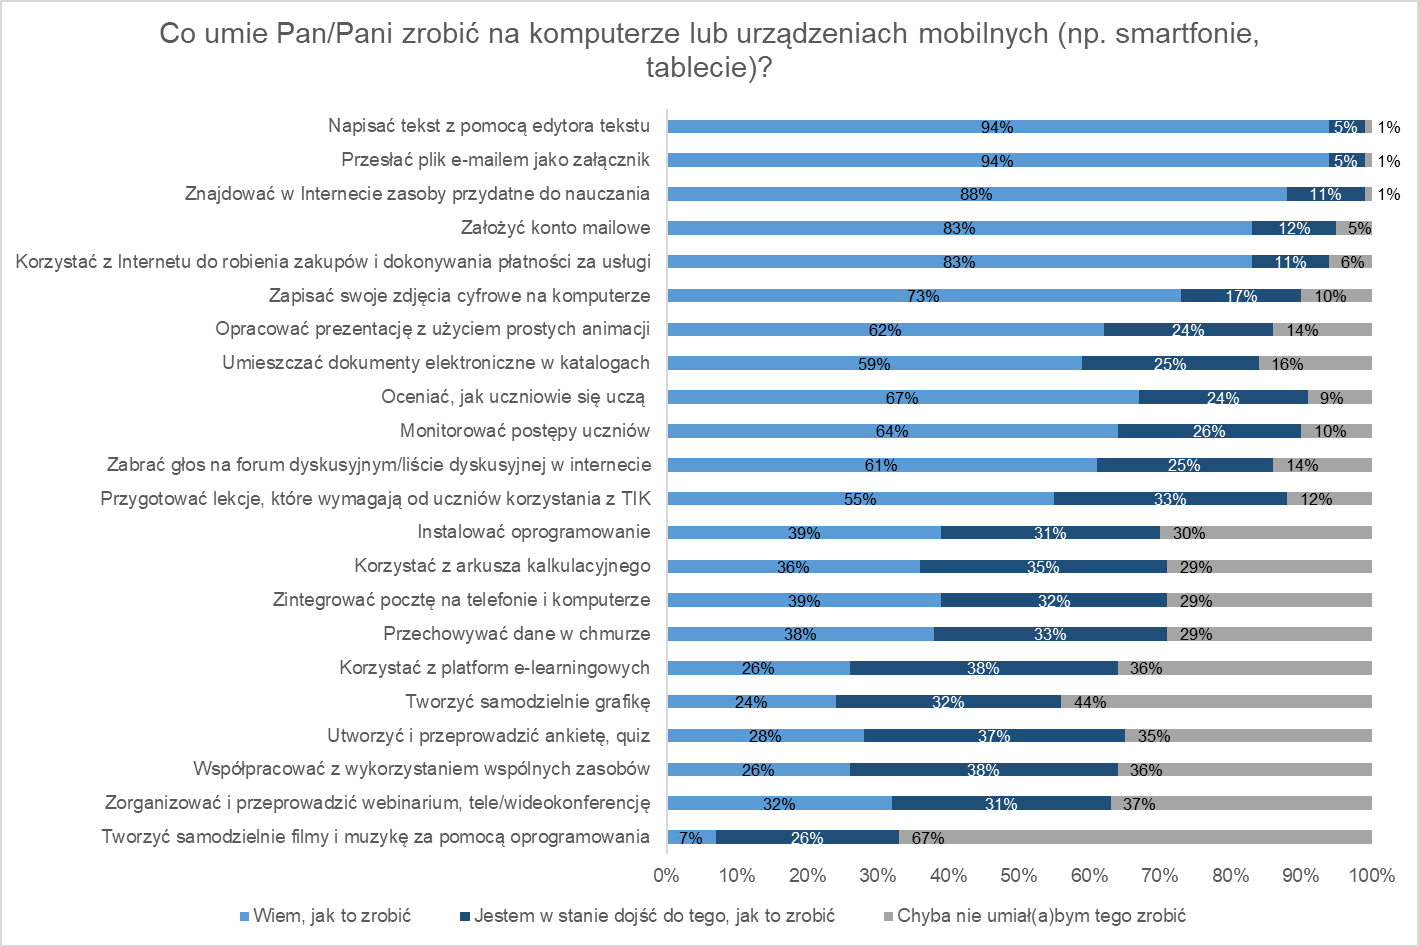 Co umie Pan/Pani zrobić na komputerze lub urządzeniach mobilnych (np. smartfonie,
tablecie)?
Napisać tekst z pomocą edytora tekstu 94% 5% 1%
Przesłać plik e-mailem jako załącznik 94% 5% 1%
Znajdować w Internecie zasoby przydatne do nauczania 88% 11% 1%
Założyć konto mailowe 83% 12% 5%
Korzystać z Internetu do robienia zakupów i dokonywania płatności za usługi 83% 11% 6%
Zapisać swoje zdjęcia cyfrowe na komputerze 73% 17% 10%
Opracować prezentację z użyciem prostych animacji 62% 24% 14%
Umieszczać dokumenty elektroniczne w katalogach 59% 25% 16%
Oceniać, jak uczniowie się uczą 67% 24% 9%
Monitorować postępy uczniów 64% 26% 10%
Zabrać głos na forum dyskusyjnym/liście dyskusyjnej w internecie 61% 25% 14%
Przygotować lekcje, które wymagają od uczniów korzystania z TIK 55% 33% 12%
Instalować oprogramowanie 39% 31% 30%
Korzystać z arkusza kalkulacyjnego 36% 35% 29%
Zintegrować pocztę na telefonie i komputerze 39% 32% 29%
Przechowywać dane w chmurze 38% 33% 29%
Korzystać z platform e-learningowych 26% 38% 36%
Tworzyć samodzielnie grafikę 24% 32% 44%
Utworzyć i przeprowadzić ankietę, quiz 28% 37% 35%
Współpracować z wykorzystaniem wspólnych zasobów 26% 38% 36%
Zorganizować i przeprowadzić webinarium, tele/wideokonferencję 32% 31% 37%
Tworzyć samodzielnie filmy i muzykę za pomocą oprogramowania 7% 26% 67%
0% 10% 20% 30% 40% 50% 60% 70% 80% 90% 100%
Wiem, jak to zrobić Jestem w stanie dojść do tego, jak to zrobić Chyba nie umiał(a)bym tego zrobić